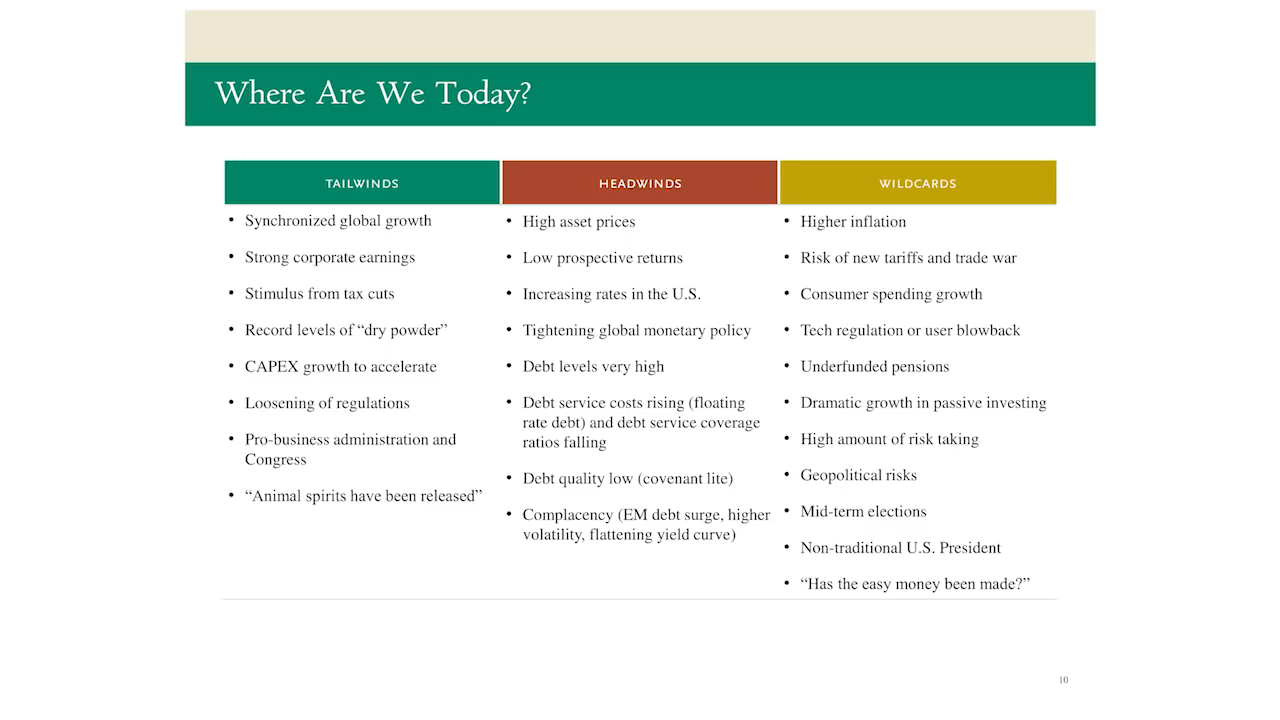 Where Are We Today?
TAILWINDS
• Synchronized global growth
• Strong corporate earnings
• Stimulus from tax cuts
• Record levels of “dry powder”
• CAPEX growth to accelerate
• Loosening of regulations
• Pro-business administration and
Congress
• “Animal spirits have been released”
HEADWINDS
• High asset prices
• Low prospective returns
• Increasing rates in the U.S.
• Tightening global monetary policy
• Debt levels very high
• Debt service costs rising (floating
rate debt) and debt service coverage
ratios falling
• Debt quality low (covenant lite)
• Complacency (EM debt surge, higher
volatility, flattening yield curve)
WILDCARDS
• Higher inflation
• Risk of new tariffs and trade war
• Consumer spending growth
• Tech regulation or user blowback
• Underfunded pensions
• Dramatic growth in passive investing
• High amount of risk taking
• Geopolitical risks
• Mid-term elections
• Non-traditional U.S. President
• “Has the easy money been made?”
10